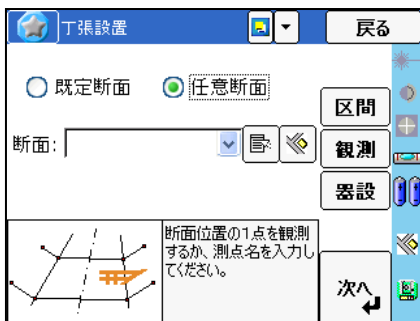 丁張設置
戻る
既定断面
任意断面
区間
断面:
観測
器設
断面位置の1点を観測
するか、測点名を入力し
てください。
次へ